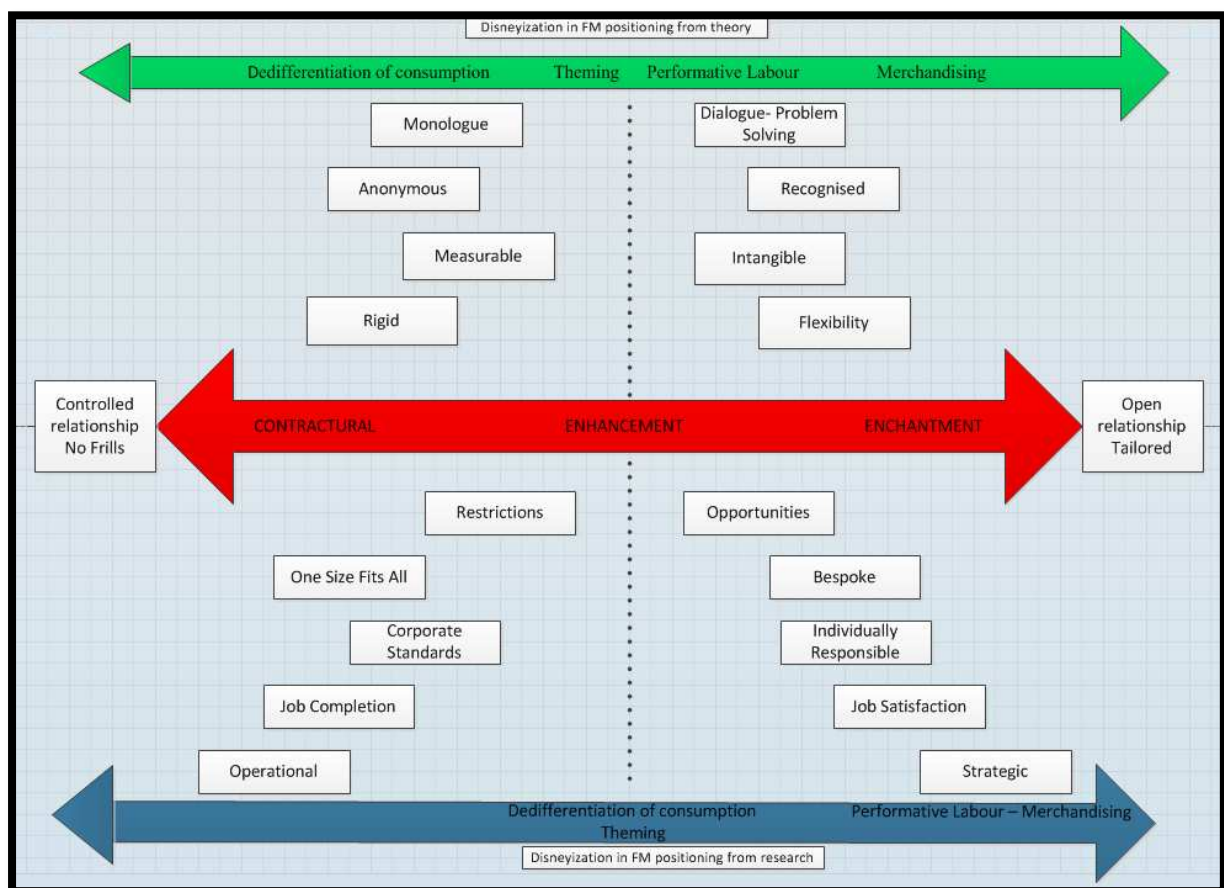 Disneyization in FM positioning from theory
Dedifferentiation of consumption Theming Performative Labour Merchandising
Monologue
Dialogue- Problem
Solving
Anonymous
Recognised
Measurable
Intangible
Rigid
Flexibility
Controlled
relationship
No Frills
CONTRACTURAL ENHANCEMENT ENCHANTMENT
Open
relationship
Tailored
Restrictions
Opportunities
One Size Fits All
Bespoke
Corporate
Standards
Individually
Responsible
Job Completion
Job Satisfaction
Operational
Strategic
Dedifferentiation of consumption
Theming
Performative Labour – Merchandising
Disneyization in FM positioning from research